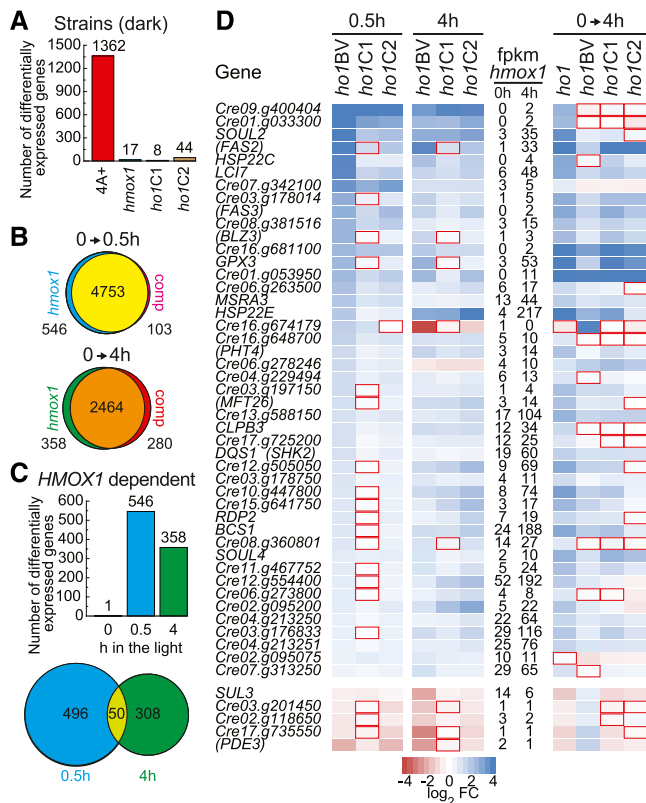 A
Strains (dark)
Number of differentially
expressed genes
1500
1200
900
600
300
0
1362
17
8
44
4A+
hmox1
ho1C1
ho1C2
B
0→0.5h
hmox1
4753
comp
546
103
0→4h
hmox1
2464
comp
358
280
C
HMOX1 dependent
Number of differentially
expressed genes
600
500
400
300
200
100
0
1
546
358
0
0.5
4
h in the light
496
50
308
0.5h
4h
D
0.5h
4h
0→4h
Gene
ho1BV
ho1C1
ho1C2
ho1BV
ho1C1
ho1C2
fpkm
hmox1
0h 4h
ho1
ho1BV
ho1C1
ho1C2
Cre09.g400404 0 2
Cre01.g033300 0 2
SOUL2 3 35
(FAS2) 1 33
HSP22C 0 4
LCI7 6 48
Cre07.g342100 3 5
Cre03.g178014 1 5
(FAS3) 0 2
Cre08.g381516 3 15
(BLZ3) 1 3
Cre16.g681100 0 2
GPX3 3 53
Cre01.g053950 0 11
Cre06.g263500 6 17
MSRA3 13 44
HSP22E 4 217
Cre16.g674179 1 0
Cre16.g648700 5 10
(PHT4) 3 14
Cre06.g278246 4 10
Cre04.g229494 6 13
Cre03.g197150 1 4
(MFT26) 3 14
Cre13.g588150 17 104
CLPB3 12 34
Cre17.g725200 12 25
DQS1 (SHK2) 19 60
Cre12.g505050 9 69
Cre03.g178750 4 11
Cre10.g447800 8 74
Cre15.g641750 3 17
RDP2 7 19
BCS1 24 188
Cre08.g360801 14 27
SOUL4 2 10
Cre11.g467752 5 24
Cre12.g554400 52 192
Cre06.g273800 4 8
Cre02.g095200 5 22
Cre04.g213250 22 64
Cre03.g176833 29 116
Cre04.g213251 25 76
Cre02.g095075 10 11
Cre07.g313250 29 65
SUL3 14 6
Cre03.g201450 1 1
Cre02.g118650 3 2
Cre17.g735550 1 1
(PDE3) 2 1
−4 −2 0 2 4
log2 FC